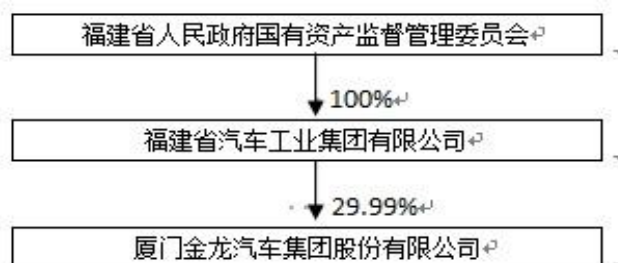 福建省人民政府国有资产监督管理委员会
100%
福建省汽车工业集团有限公司
29.99%
厦门金龙汽车集团股份有限公司